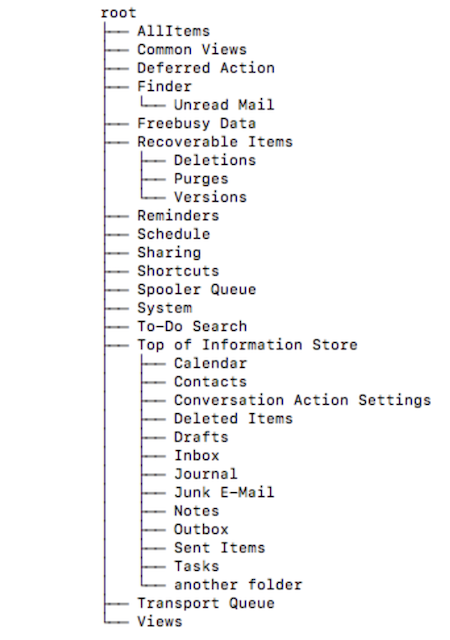 root
AllItems
Common Views
Deferred Action
Finder
Unread Mail
Freebusy Data
Recoverable Items
Deletions
Purges
Versions
Reminders
Schedule
Sharing
Shortcuts
Spooler Queue
System
To-Do Search
Top of Information Store
Calendar
Contacts
Conversation Action Settings
Deleted Items
Drafts
Inbox
Journal
Junk E-Mail
Notes
Outbox
Sent Items
Tasks
another folder
Transport Queue
Views